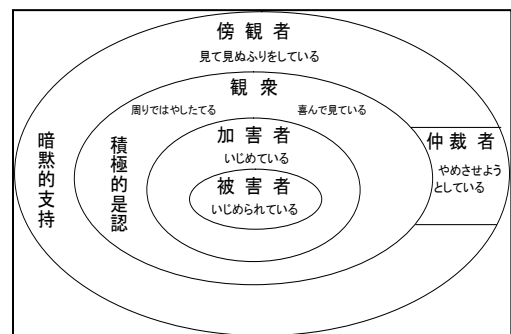 傍観者
見て見ぬふりをしている
観衆
周りではやしたてる
喜んで見ている
加害者
いじめている
被害者
いじめられている
暗黙的支持
積極的是認
仲裁者
やめさせよう
としている